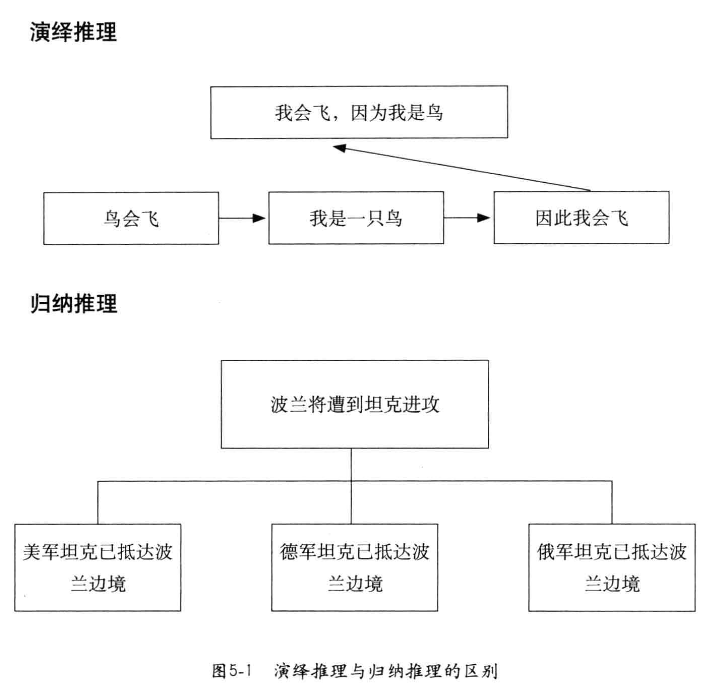 演绎推理
我会飞，因为我是鸟
鸟会飞
我是一只鸟
因此我会飞
归纳推理
波兰将遭到坦克进攻
美军坦克已抵达波
兰边境
德军坦克已抵达波
兰边境
俄军坦克已抵达波
兰边境
图5-1 演绎推理与归纳推理的区别